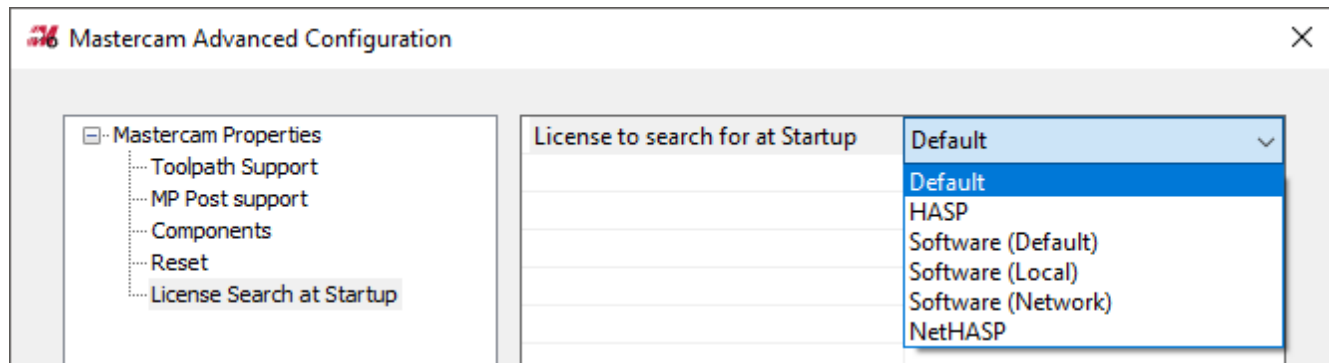 Mastercam Advanced Configuration
Mastercam Properties
Toolpath Support
MP Post support
Components
Reset
License Search at Startup
License to search for at Startup
Default
Default
HASP
Software (Default)
Software (Local)
Software (Network)
NetHASP